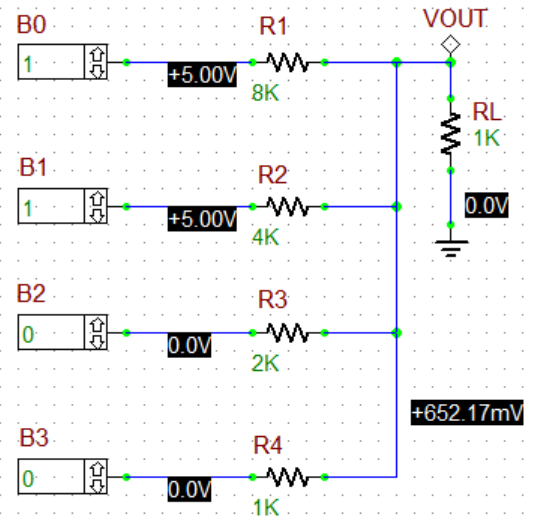 B0
R1
VOUT
1
+5.00V
8K
RL
1K
B1
R2
1
+5.00V
4K
0.0V
B2
R3
0
0.0V
2K
+652.17mV
B3
R4
0
0.0V
1K